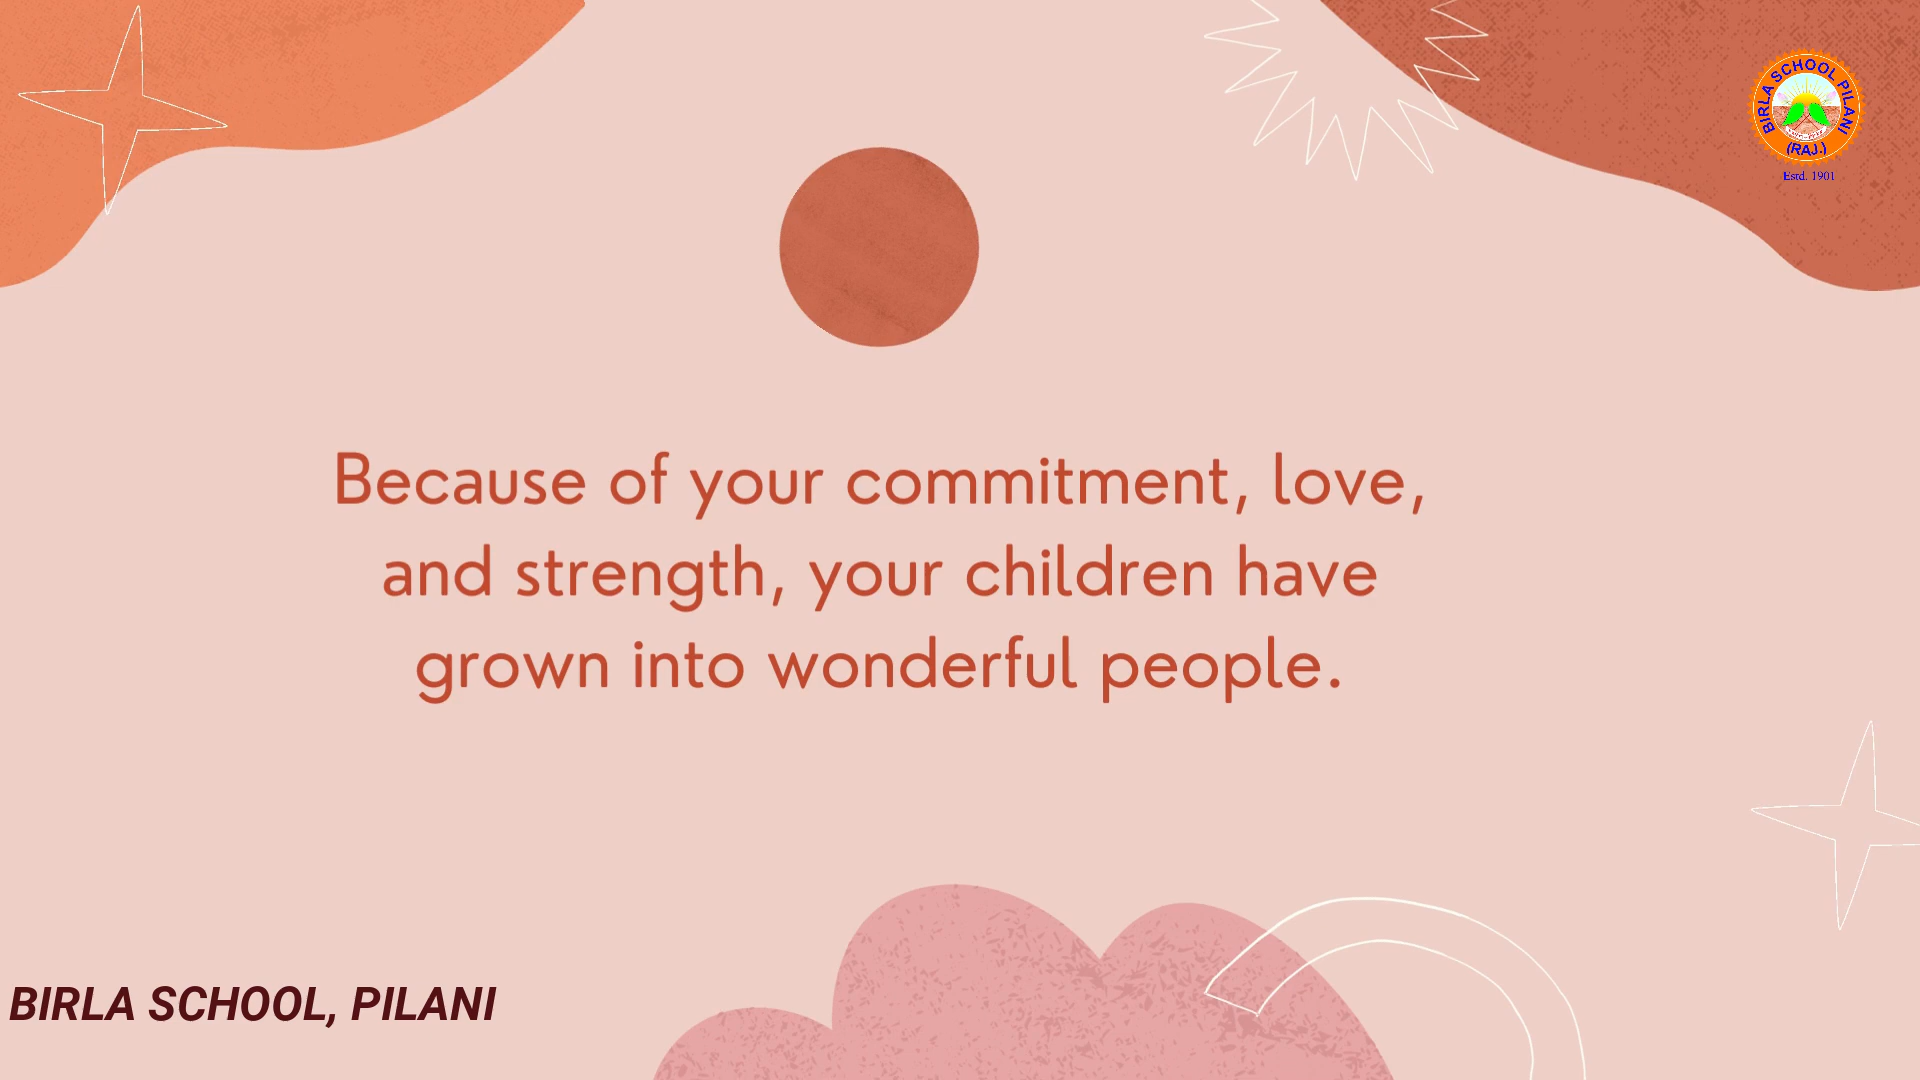 BIRLA SCHOOL PILANI
(RAJ.)
Estd. 1901
Because of your commitment, love,
and strength, your children have
grown into wonderful people.
BIRLA SCHOOL, PILANI